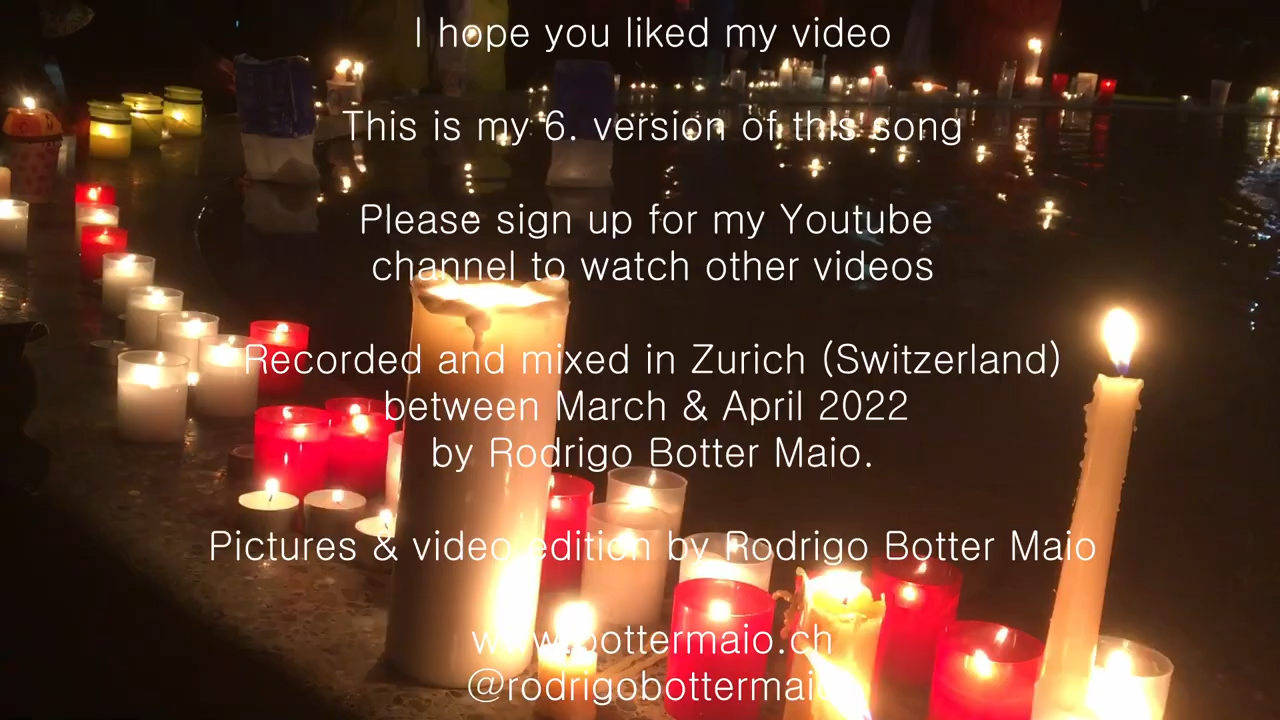 I hope you liked my video
This is my 6. version of this song
Please sign up for my Youtube
channel to watch other videos
Recorded and mixed in Zurich (Switzerland)
between March & April 2022
by Rodrigo Botter Maio.
Pictures & video edition by Rodrigo Botter Maio
www.bottermaio.ch
@rodrigobottermaio